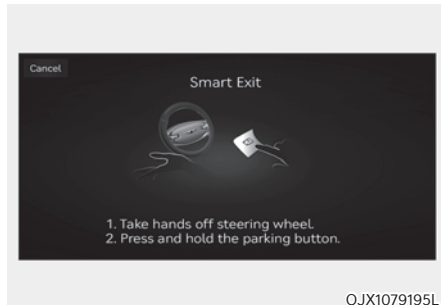 Cancel
Smart Exit
1. Take hands off steering wheel.
2. Press and hold the parking button.
OJX1079195L